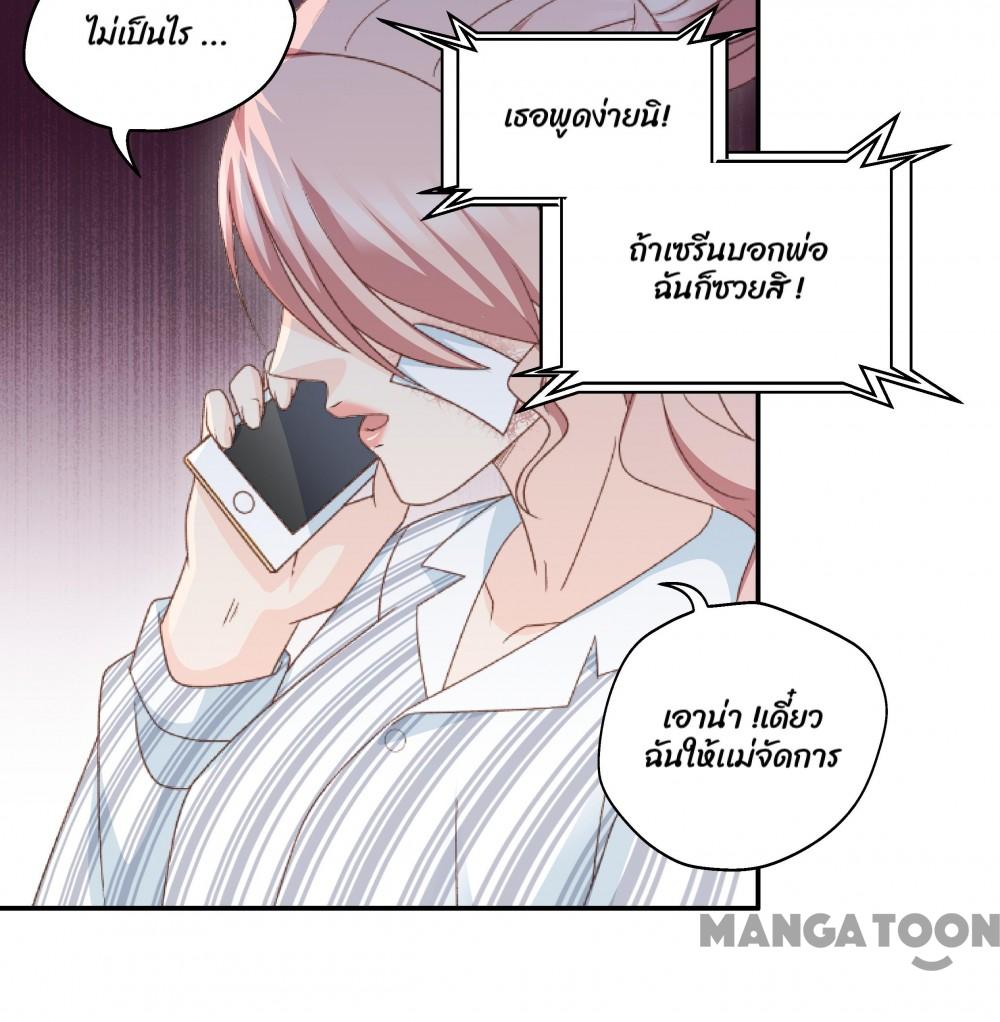 ไม่เป็นไร ...
เธอพูดง่ายนิ!
ถ้าเซรีนบอกพ่อ
ฉันก็ซวยสิ !
เอาน่า !เดี๋ยว
ฉันให้แม่จัดการ
MANGATOON